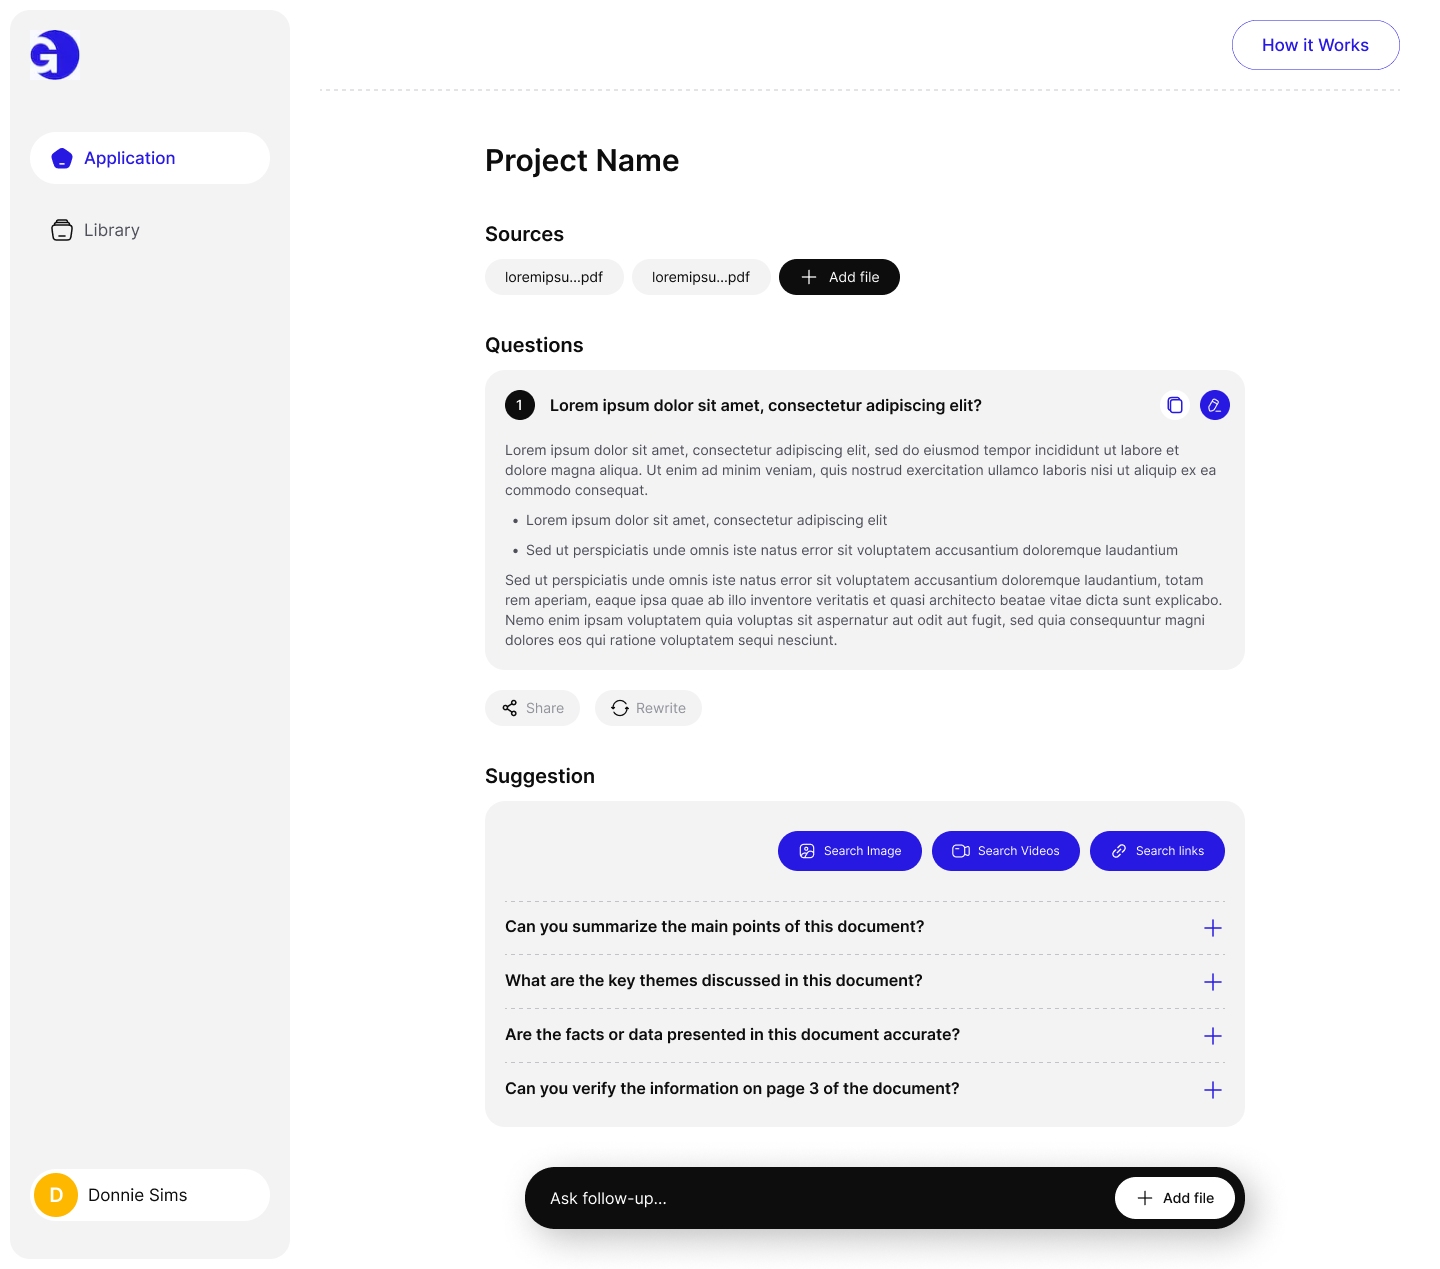 G
Application
Library
Donnie Sims
D
How it Works
Project Name
Sources
loremipsu...pdf
loremipsu...pdf
Add file
Questions
1
Lorem ipsum dolor sit amet, consectetur adipiscing elit?
Lorem ipsum dolor sit amet, consectetur adipiscing elit, sed do eiusmod tempor incididunt ut labore et
dolore magna aliqua. Ut enim ad minim veniam, quis nostrud exercitation ullamco laboris nisi ut aliquip ex ea
commodo consequat.
• Lorem ipsum dolor sit amet, consectetur adipiscing elit
• Sed ut perspiciatis unde omnis iste natus error sit voluptatem accusantium doloremque laudantium
Sed ut perspiciatis unde omnis iste natus error sit voluptatem accusantium doloremque laudantium, totam
rem aperiam, eaque ipsa quae ab illo inventore veritatis et quasi architecto beatae vitae dicta sunt explicabo.
Nemo enim ipsam voluptatem quia voluptas sit aspernatur aut odit aut fugit, sed quia consequuntur magni
dolores eos qui ratione voluptatem sequi nesciunt.
Share
Rewrite
Suggestion
Search Image
Search Videos
Search links
Can you summarize the main points of this document?
What are the key themes discussed in this document?
Are the facts or data presented in this document accurate?
Can you verify the information on page 3 of the document?
Ask follow-up...
Add file